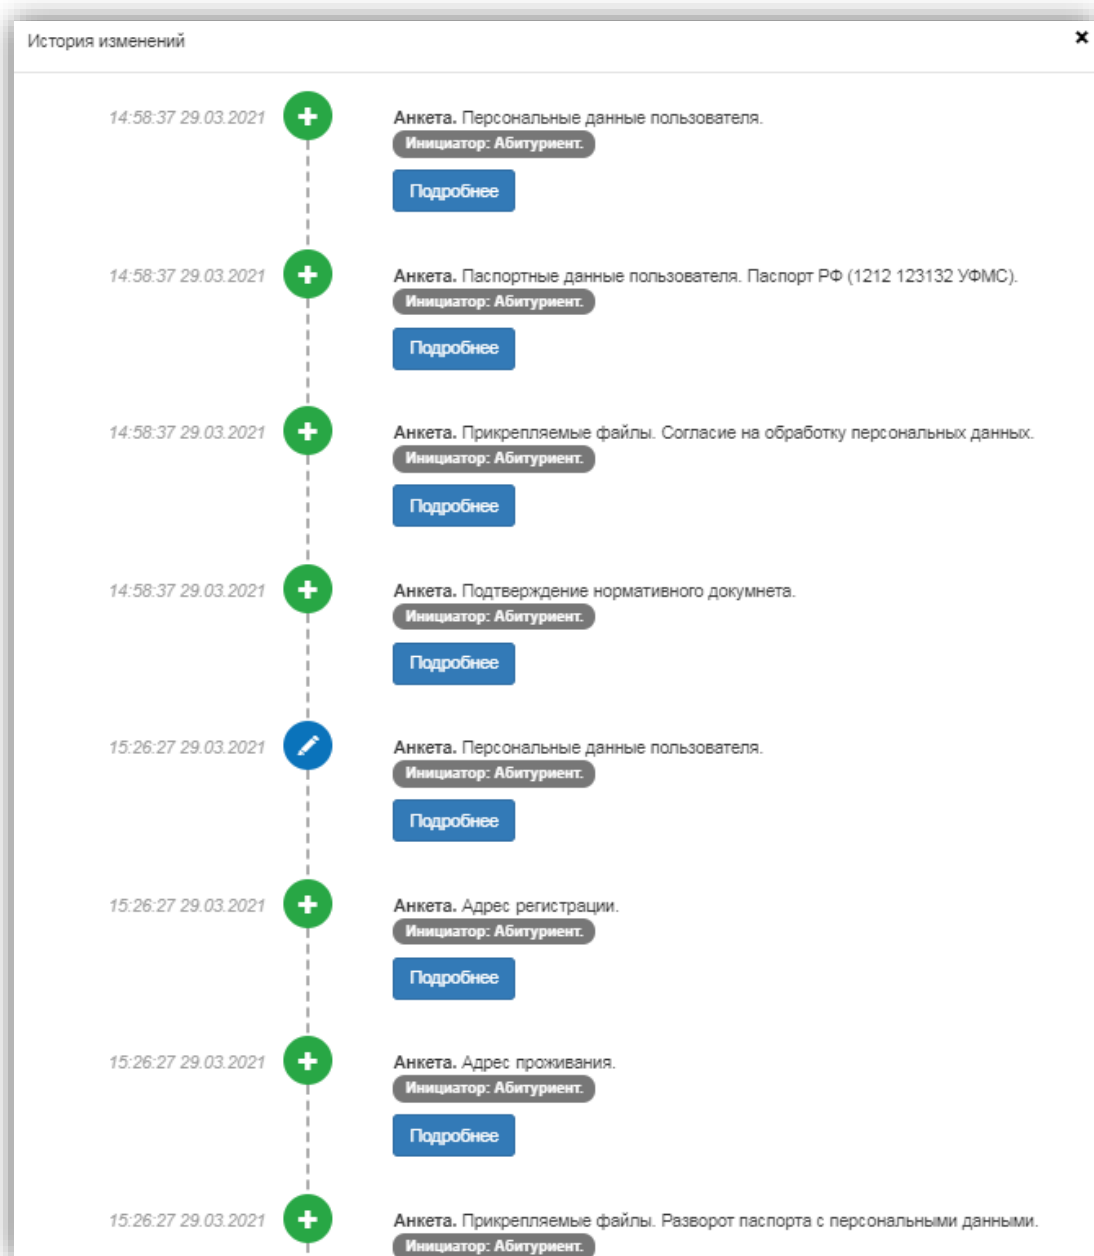 История изменений
14:58:37 29.03.2021
Анкета. Персональные данные пользователя.
Инициатор: Абитуриент.
Подробнее
14:58:37 29.03.2021
Анкета. Паспортные данные пользователя. Паспорт РФ (1212 123132 УФМС).
Инициатор: Абитуриент.
Подробнее
14:58:37 29.03.2021
Анкета. Прикрепляемые файлы. Согласие на обработку персональных данных.
Инициатор: Абитуриент.
Подробнее
14:58:37 29.03.2021
Анкета. Подтверждение нормативного докумнета.
Инициатор: Абитуриент.
Подробнее
15:26:27 29.03.2021
Анкета. Персональные данные пользователя.
Инициатор: Абитуриент.
Подробнее
15:26:27 29.03.2021
Анкета. Адрес регистрации.
Инициатор: Абитуриент.
Подробнее
15:26:27 29.03.2021
Анкета. Адрес проживания.
Инициатор: Абитуриент.
Подробнее
15:26:27 29.03.2021
Анкета. Прикрепляемые файлы. Разворот паспорта с персональными данными.
Инициатор: Абитуриент.